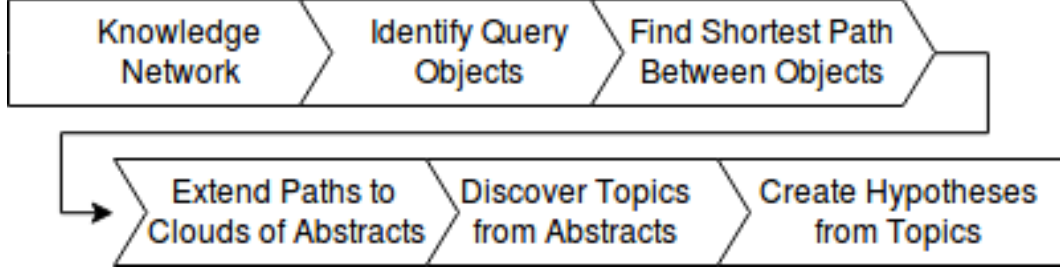 Knowledge
Network
Identify Query
Objects
Find Shortest Path
Between Objects
Extend Paths to
Clouds of Abstracts
Discover Topics
from Abstracts
Create Hypotheses
from Topics